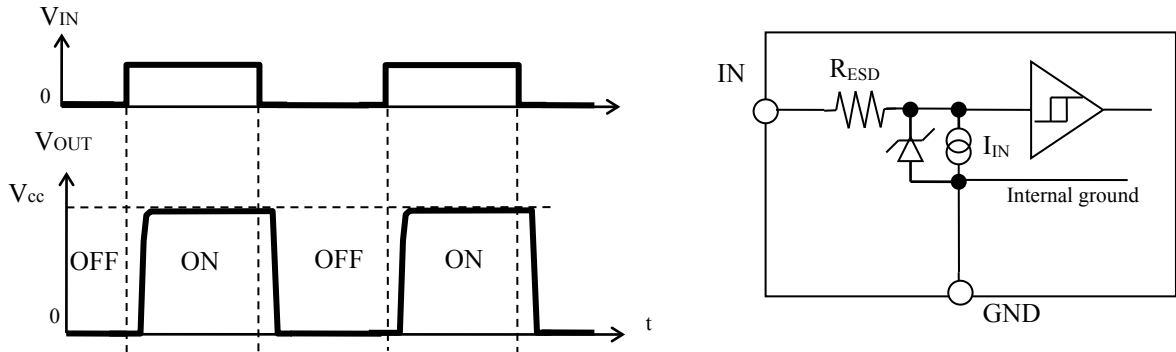 VIN
0
VOUT
Vcc
OFF
ON
OFF
ON
0
t
IN
RESD
IIN
Internal ground
GND